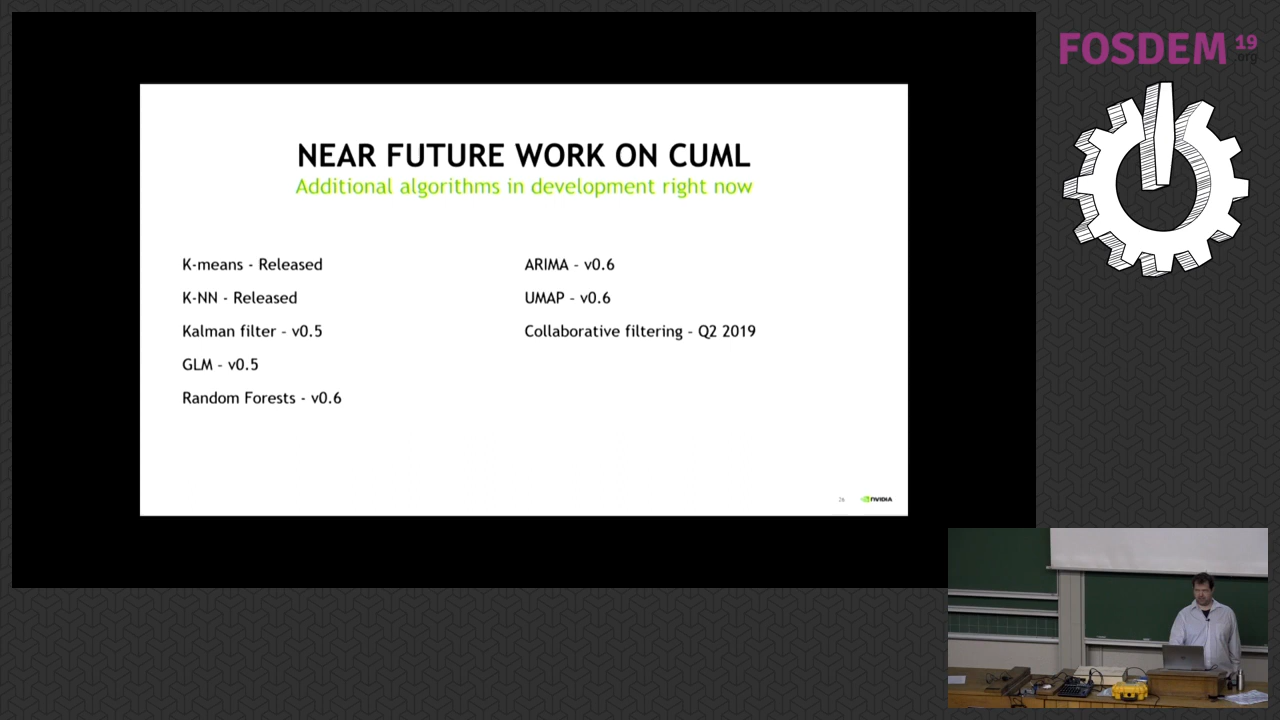 NEAR FUTURE WORK ON CUML
Additional algorithms in development right now
K-means - Released
K-NN - Released
Kalman filter – v0.5
GLM – v0.5
Random Forests - v0.6
ARIMA – v0.6
UMAP – v0.6
Collaborative filtering – Q2 2019
NVIDIA
FOSDEM 19
.org